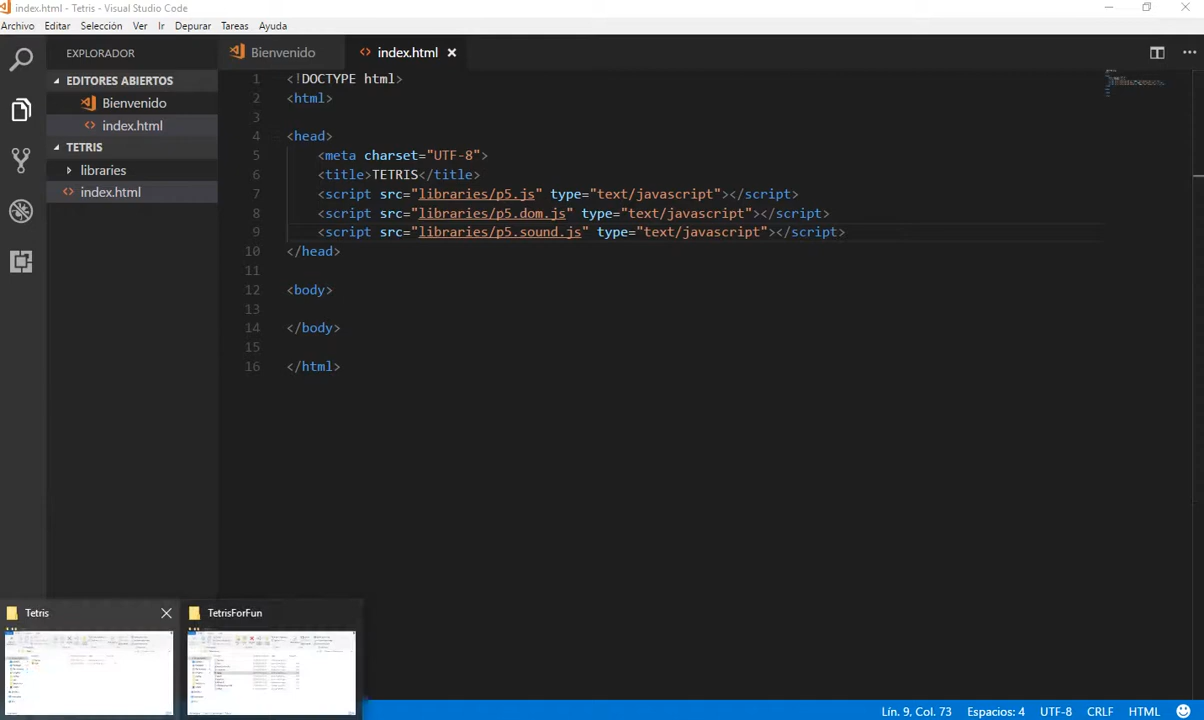 index.html - Tetris - Visual Studio Code
Archivo Editar Selección Ver Ir Depurar Tareas Ayuda
EXPLORADOR
EDITORES ABIERTOS
Bienvenido
index.html
TETRIS
libraries
index.html
Bienvenido index.html
1 <!DOCTYPE html>
2 <html>
3
4 <head>
5 <meta charset="UTF-8">
6 <title>TETRIS</title>
7 <script src="libraries/p5.js" type="text/javascript"></script>
8 <script src="libraries/p5.dom.js" type="text/javascript"></script>
9 <script src="libraries/p5.sound.js" type="text/javascript"></script>
10 </head>
11
12 <body>
13
14 </body>
15
16 </html>
Tetris
TetrisForFun
Lín. 9, Col. 73 Espacios: 4 UTF-8 CRLF HTML